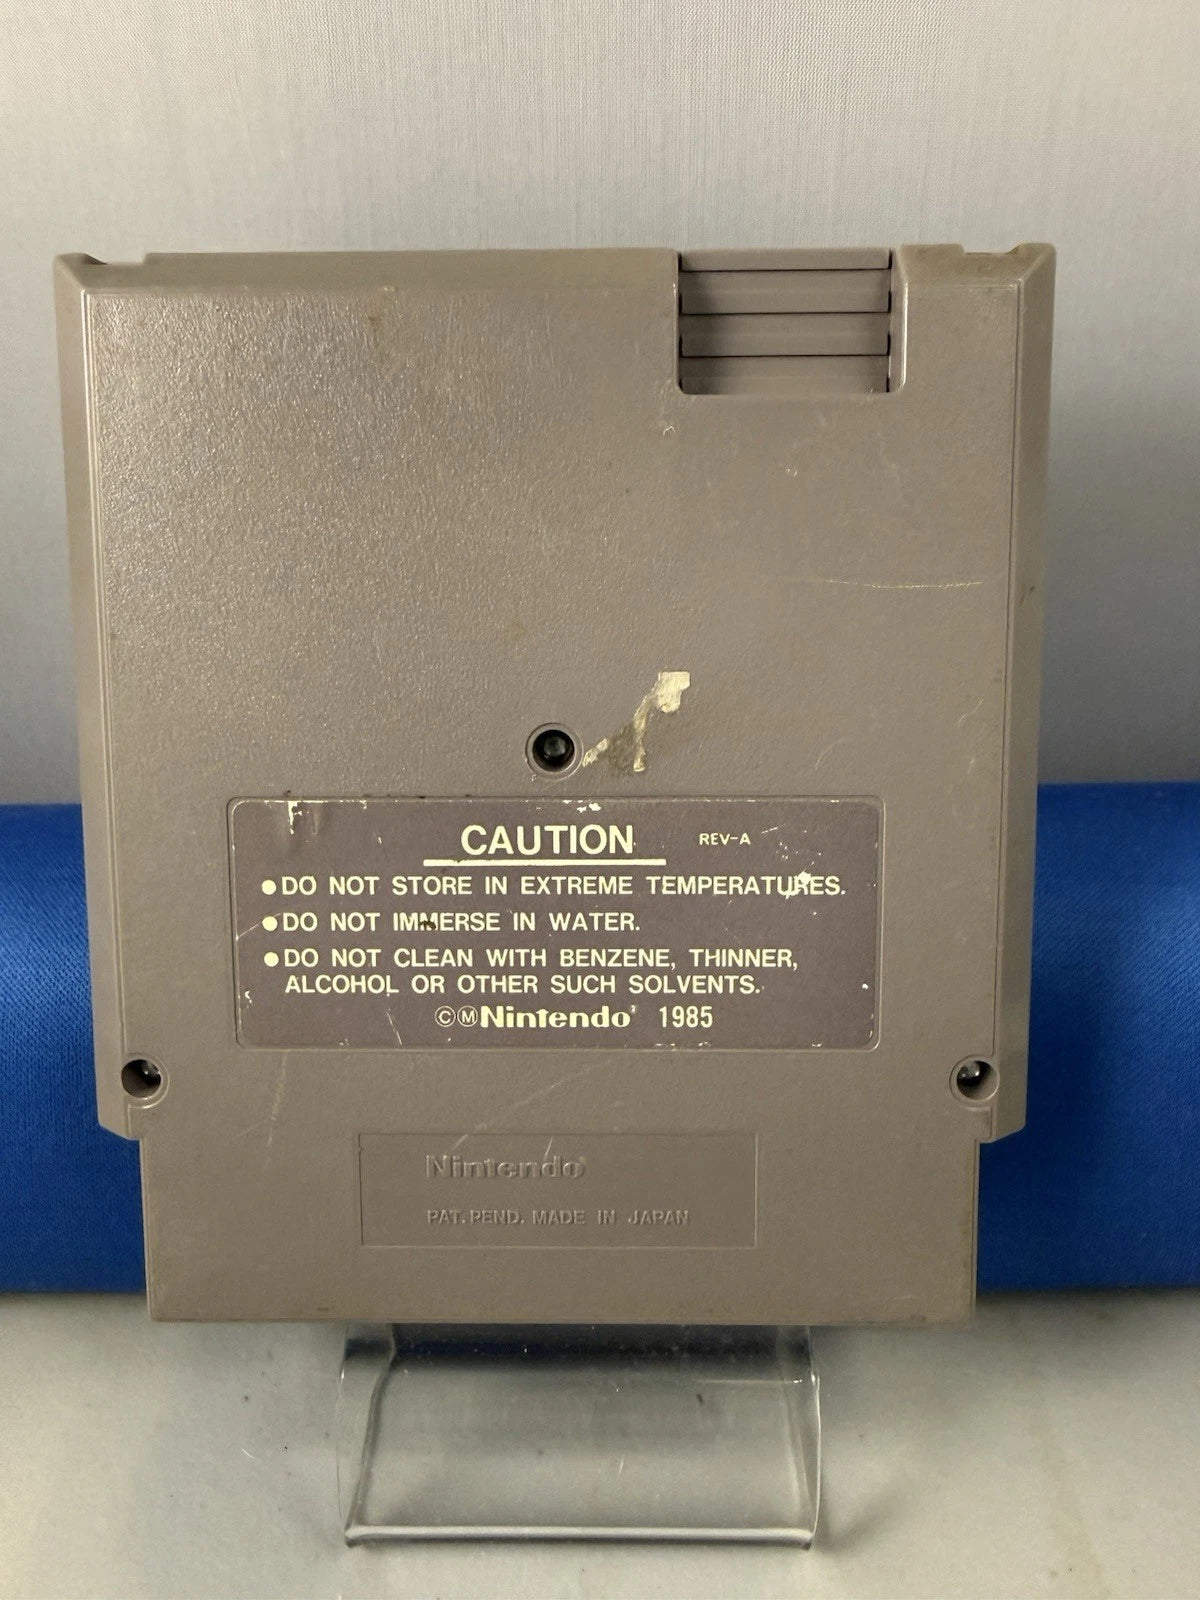 CAUTION REV-A
●DO NOT STORE IN EXTREME TEMPERATURES.
●DO NOT IMMERSE IN WATER.
●DO NOT CLEAN WITH BENZENE, THINNER,
ALCOHOL OR OTHER SUCH SOLVENTS.
ⒸⓂNintendo® 1985
Nintendo®
PAT. PEND. MADE IN JAPAN